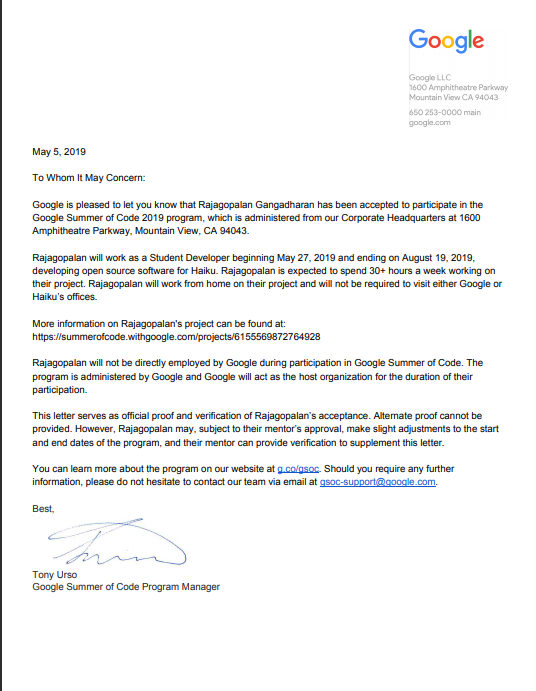 Google
Google LLC
1600 Amphitheatre Parkway
Mountain View CA 94043
650 253-0000 main
google.com
May 5, 2019
To Whom It May Concern:
Google is pleased to let you know that Rajagopalan Gangadharan has been accepted to participate in the
Google Summer of Code 2019 program, which is administered from our Corporate Headquarters at 1600
Amphitheatre Parkway, Mountain View, CA 94043.
Rajagopalan will work as a Student Developer beginning May 27, 2019 and ending on August 19, 2019,
developing open source software for Haiku. Rajagopalan is expected to spend 30+ hours a week working on
their project. Rajagopalan will work from home on their project and will not be required to visit either Google or
Haiku's offices.
More information on Rajagopalan's project can be found at:
https://summerofcode.withgoogle.com/projects/6155569872764928
Rajagopalan will not be directly employed by Google during participation in Google Summer of Code. The
program is administered by Google and Google will act as the host organization for the duration of their
participation.
This letter serves as official proof and verification of Rajagopalan's acceptance. Alternate proof cannot be
provided. However, Rajagopalan may, subject to their mentor's approval, make slight adjustments to the start
and end dates of the program, and their mentor can provide verification to supplement this letter.
You can learn more about the program on our website at g.co/gsoc. Should you require any further
information, please do not hesitate to contact our team via email at gsoc-support@google.com.
Best,
Tony Urso
Google Summer of Code Program Manager